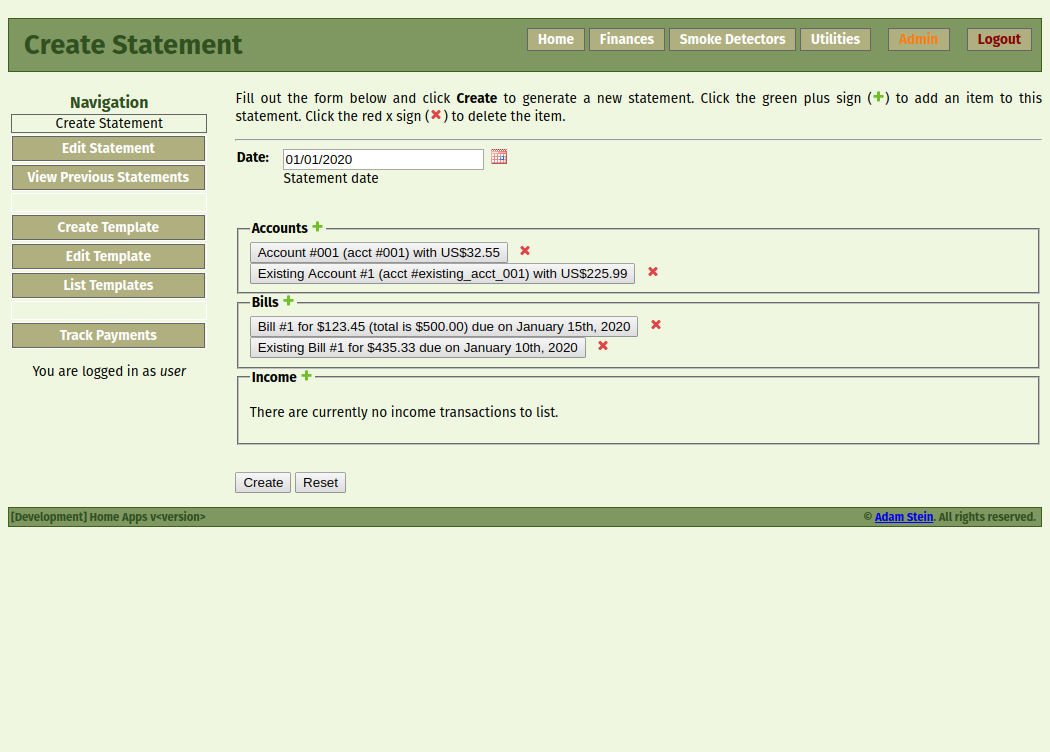 Create Statement
Home Finances Smoke Detectors Utilities Admin Logout
Navigation
Create Statement
Edit Statement
View Previous Statements
Create Template
Edit Template
List Templates
Track Payments
You are logged in as user
Fill out the form below and click Create to generate a new statement. Click the green plus sign (+) to add an item to this
statement. Click the red x sign (×) to delete the item.
Date: 01/01/2020
Statement date
Accounts
Account #001 (acct #001) with US$32.55
Existing Account #1 (acct #existing_acct_001) with US$225.99
Bills
Bill #1 for $123.45 (total is $500.00) due on January 15th, 2020
Existing Bill #1 for $435.33 due on January 10th, 2020
Income
There are currently no income transactions to list.
Create Reset
[Development] Home Apps v<version>
© Adam Stein. All rights reserved.